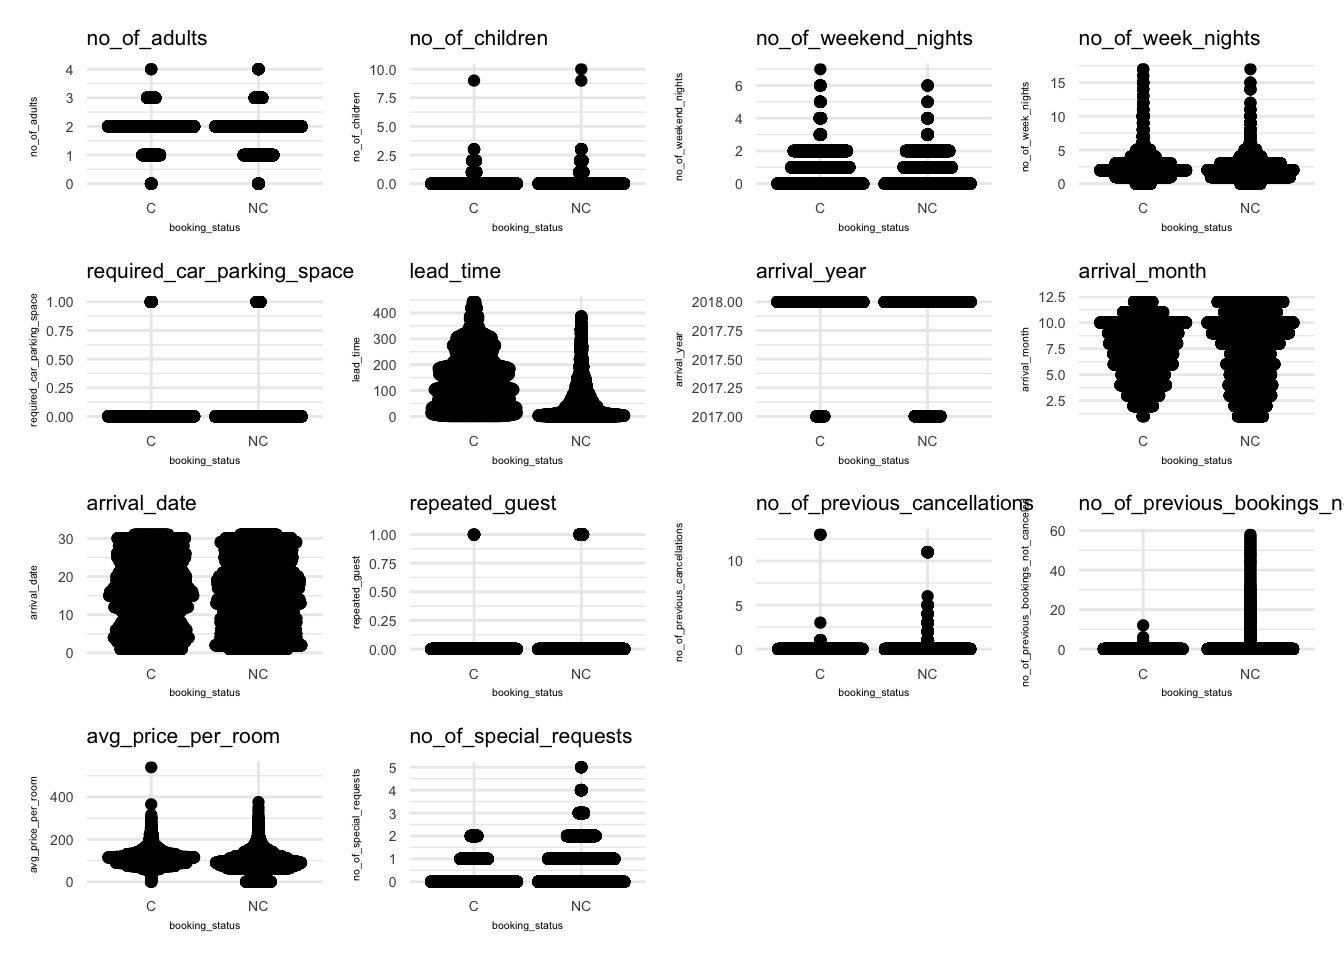 no_of_adults
no_of_adults
4
3
2
1
0
C NC
booking_status
no_of_children
no_of_children
10.0
7.5
5.0
2.5
0.0
C NC
booking_status
no_of_weekend_nights
no_of_weekend_nights
6
4
2
0
C NC
booking_status
no_of_week_nights
no_of_week_nights
15
10
5
0
C NC
booking_status
required_car_parking_space
required_car_parking_space
1.00
0.75
0.50
0.25
0.00
C NC
booking_status
lead_time
lead_time
400
300
200
100
0
C NC
booking_status
arrival_year
arrival_year
2018.00
2017.75
2017.50
2017.25
2017.00
C NC
booking_status
arrival_month
arrival_month
12.5
10.0
7.5
5.0
2.5
C NC
booking_status
arrival_date
arrival_date
30
20
10
0
C NC
booking_status
repeated_guest
repeated_guest
1.00
0.75
0.50
0.25
0.00
C NC
booking_status
no_of_previous_cancellations
no_of_previous_cancellations
10
5
0
C NC
booking_status
no_of_previous_bookings_n
no_of_previous_bookings_not_canceled
60
40
20
0
C NC
booking_status
avg_price_per_room
avg_price_per_room
400
200
0
C NC
booking_status
no_of_special_requests
no_of_special_requests
5
4
3
2
1
0
C NC
booking_status